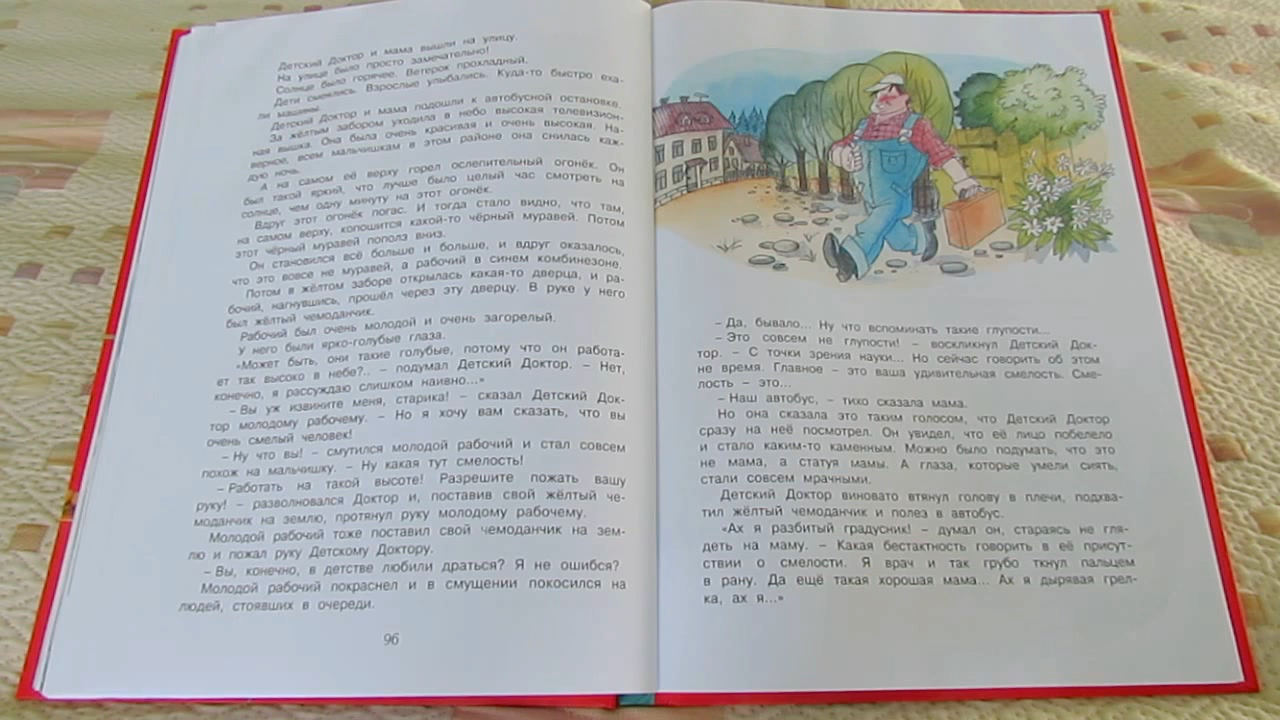 Детский Доктор и мама вышли на улицу.
На улице было просто замечательно!
Солнце было горячее. Ветерок прохладный.
Дети смеялись. Взрослые улыбались. Куда-то быстро еха-
ли машины.
Детский Доктор и мама подошли к автобусной остановке.
За жёлтым забором уходила в небо высокая телевизион-
ная вышка. Она была очень красивая и очень высокая. На-
верное, всем мальчишкам в этом районе она снилась каж-
дую ночь.
А на самом её верху горел ослепительный огонёк. Он
был такой яркий, что лучше было целый час смотреть на
солнце, чем одну минуту на этот огонёк.
Вдруг этот огонёк погас. И тогда стало видно, что там,
на самом верху, копошится какой-то чёрный муравей. Потом
этот чёрный муравей пополз вниз.
Он становился всё больше и больше, и вдруг оказалось,
что это вовсе не муравей, а рабочий в синем комбинезоне.
Потом в жёлтом заборе открылась какая-то дверца, и ра-
бочий, нагнувшись, прошёл через эту дверцу. В руке у него
был жёлтый чемоданчик.
Рабочий был очень молодой и очень загорелый.
У него были ярко-голубые глаза.
«Может быть, они такие голубые, потому что он работа-
ет так высоко в небе?.. – подумал Детский Доктор. – Нет,
конечно, я рассуждаю слишком наивно...»
– Вы уж извините меня, старика! – сказал Детский Док-
тор молодому рабочему. – Но я хочу вам сказать, что вы
очень смелый человек!
– Ну что вы! – смутился молодой рабочий и стал совсем
похож на мальчишку. – Ну какая тут смелость!
– Работать на такой высоте! Разрешите пожать вашу
руку! – разволновался Доктор и, поставив свой жёлтый че-
моданчик на землю, протянул руку молодому рабочему.
Молодой рабочий тоже поставил свой чемоданчик на зем-
лю и пожал руку Детскому Доктору.
– Вы, конечно, в детстве любили драться? Я не ошибся?
Молодой рабочий покраснел и в смущении покосился на
людей, стоявших в очереди.
96
– Да, бывало... Ну что вспоминать такие глупости...
– Это совсем не глупости! – воскликнул Детский Док-
тор. – С точки зрения науки... Но сейчас говорить об этом
не время. Главное – это ваша удивительная смелость. Сме-
лость – это...
– Наш автобус, – тихо сказала мама.
Но она сказала это таким голосом, что Детский Доктор
сразу на неё посмотрел. Он увидел, что её лицо побелело
и стало каким-то каменным. Можно было подумать, что это
не мама, а статуя мамы. А глаза, которые умели сиять,
стали совсем мрачными.
Детский Доктор виновато втянул голову в плечи, подхва-
тил жёлтый чемоданчик и полез в автобус.
«Ах я разбитый градусник! – думал он, стараясь не гля-
деть на маму. – Какая бестактность говорить в её присут-
ствии о смелости. Я врач и так грубо ткнул пальцем
в рану. Да ещё такая хорошая мама... Ах я дырявая грел-
ка, ах я...»